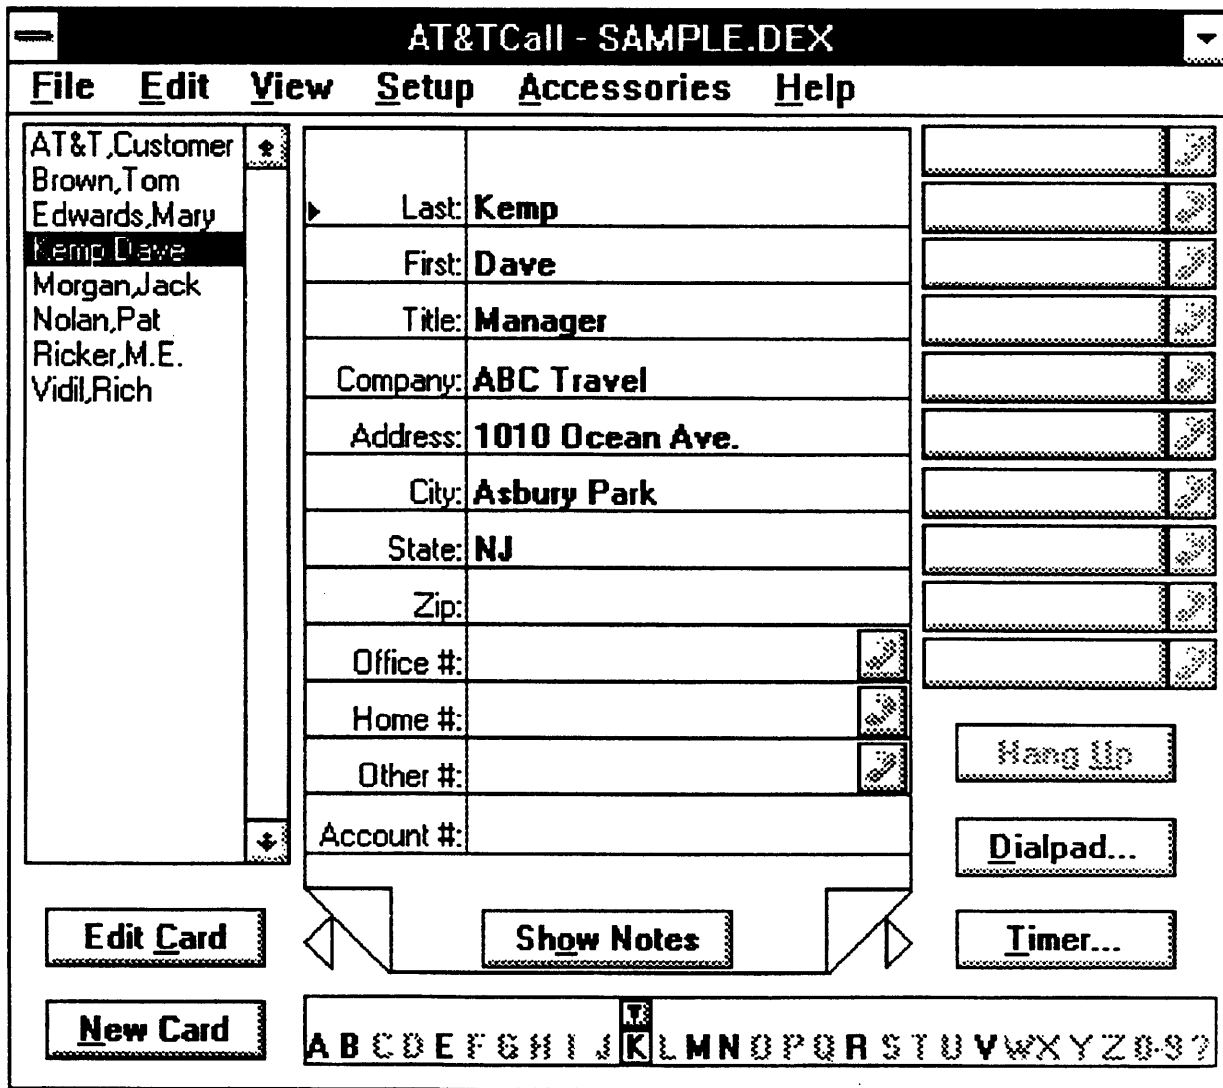 AT&TCall - SAMPLE.DEX
File Edit View Setup Accessories Help
AT&T,Customer
Brown,Tom
Edwards,Mary
Kemp,Dave
Morgan,Jack
Nolan,Pat
Ricker,M.E.
Vidil,Rich
Last: Kemp
First: Dave
Title: Manager
Company: ABC Travel
Address: 1010 Ocean Ave.
City: Asbury Park
State: NJ
Zip:
Office #:
Home #:
Other #:
Account #:
Hang Up
Dialpad...
Timer...
Edit Card
New Card
Show Notes
A B C D E F G H I J K L M N O P Q R S T U V W X Y Z 0-9 ?